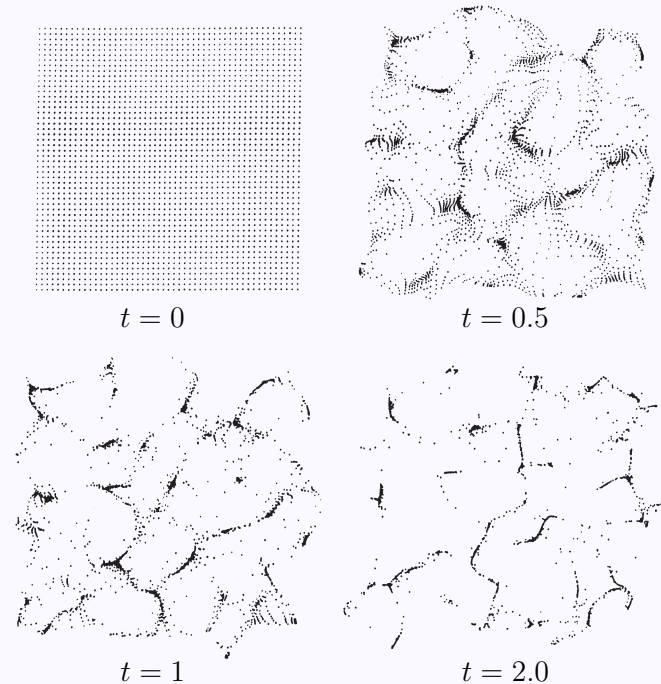 t = 0
t = 0.5
t = 1
t = 2.0